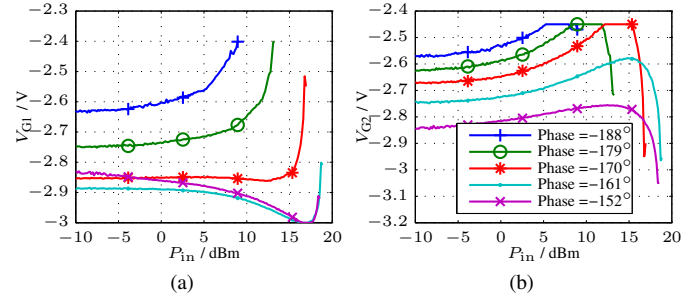 −2.3
−2.4
−2.5
−2.6
−2.7
−2.8
−2.9
−3
V_G1 / V
−10 −5 0 5 10 15 20
P_in / dBm
(a)
−2.4
−2.5
−2.6
−2.7
−2.8
−2.9
−3
−3.1
−3.2
V_G2 / V
Phase =−188°
Phase =−179°
Phase =−170°
Phase =−161°
Phase =−152°
−10 −5 0 5 10 15 20
P_in / dBm
(b)